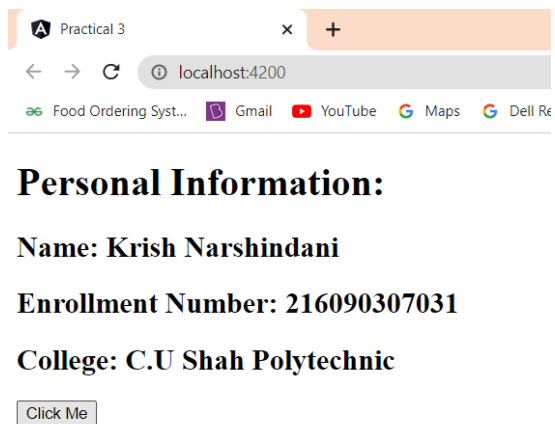 Practical 3
localhost:4200
Food Ordering Syst... Gmail YouTube Maps Dell Re
Personal Information:
Name: Krish Narshindani
Enrollment Number: 216090307031
College: C.U Shah Polytechnic
Click Me